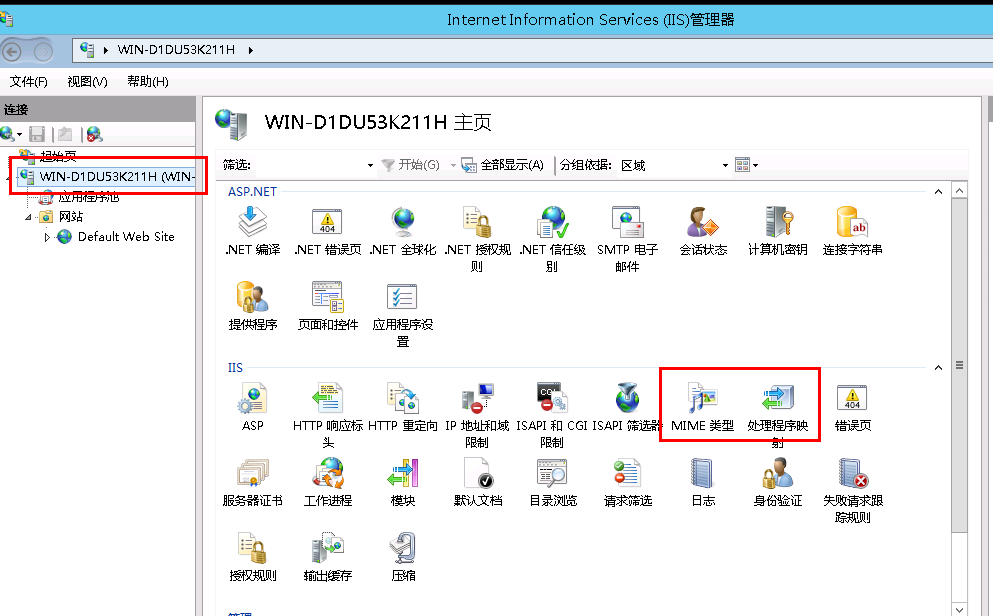 Internet Information Services (IIS)管理器
WIN-D1DU53K211H
文件(F) 视图(V) 帮助(H)
连接
起始页
WIN-D1DU53K211H (WIN-
应用程序池
网站
Default Web Site
WIN-D1DU53K211H 主页
筛选: 开始(G) 全部显示(A) 分组依据: 区域
ASP.NET
.NET 编译 .NET 错误页 .NET 全球化 .NET 授权规 .NET 信任级 SMTP 电子 会话状态 计算机密钥 连接字符串
则 别 邮件
提供程序 页面和控件 应用程序设
置
IIS
ASP HTTP 响应标 HTTP 重定向 IP 地址和域 ISAPI 和 CGI ISAPI 筛选器 MIME 类型 处理程序映 错误页
头 限制 限制 射
服务器证书 工作进程 模块 默认文档 目录浏览 请求筛选 日志 身份验证 失败请求跟
踪规则
授权规则 输出缓存 压缩
管理